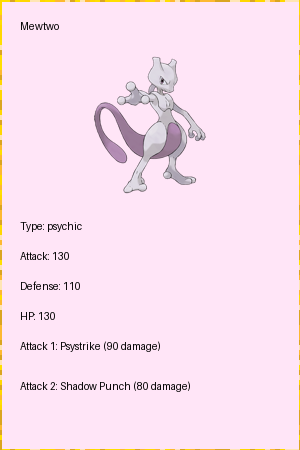 Mewtwo
Type: psychic
Attack: 130
Defense: 110
HP: 130
Attack 1: Psystrike (90 damage)
Attack 2: Shadow Punch (80 damage)